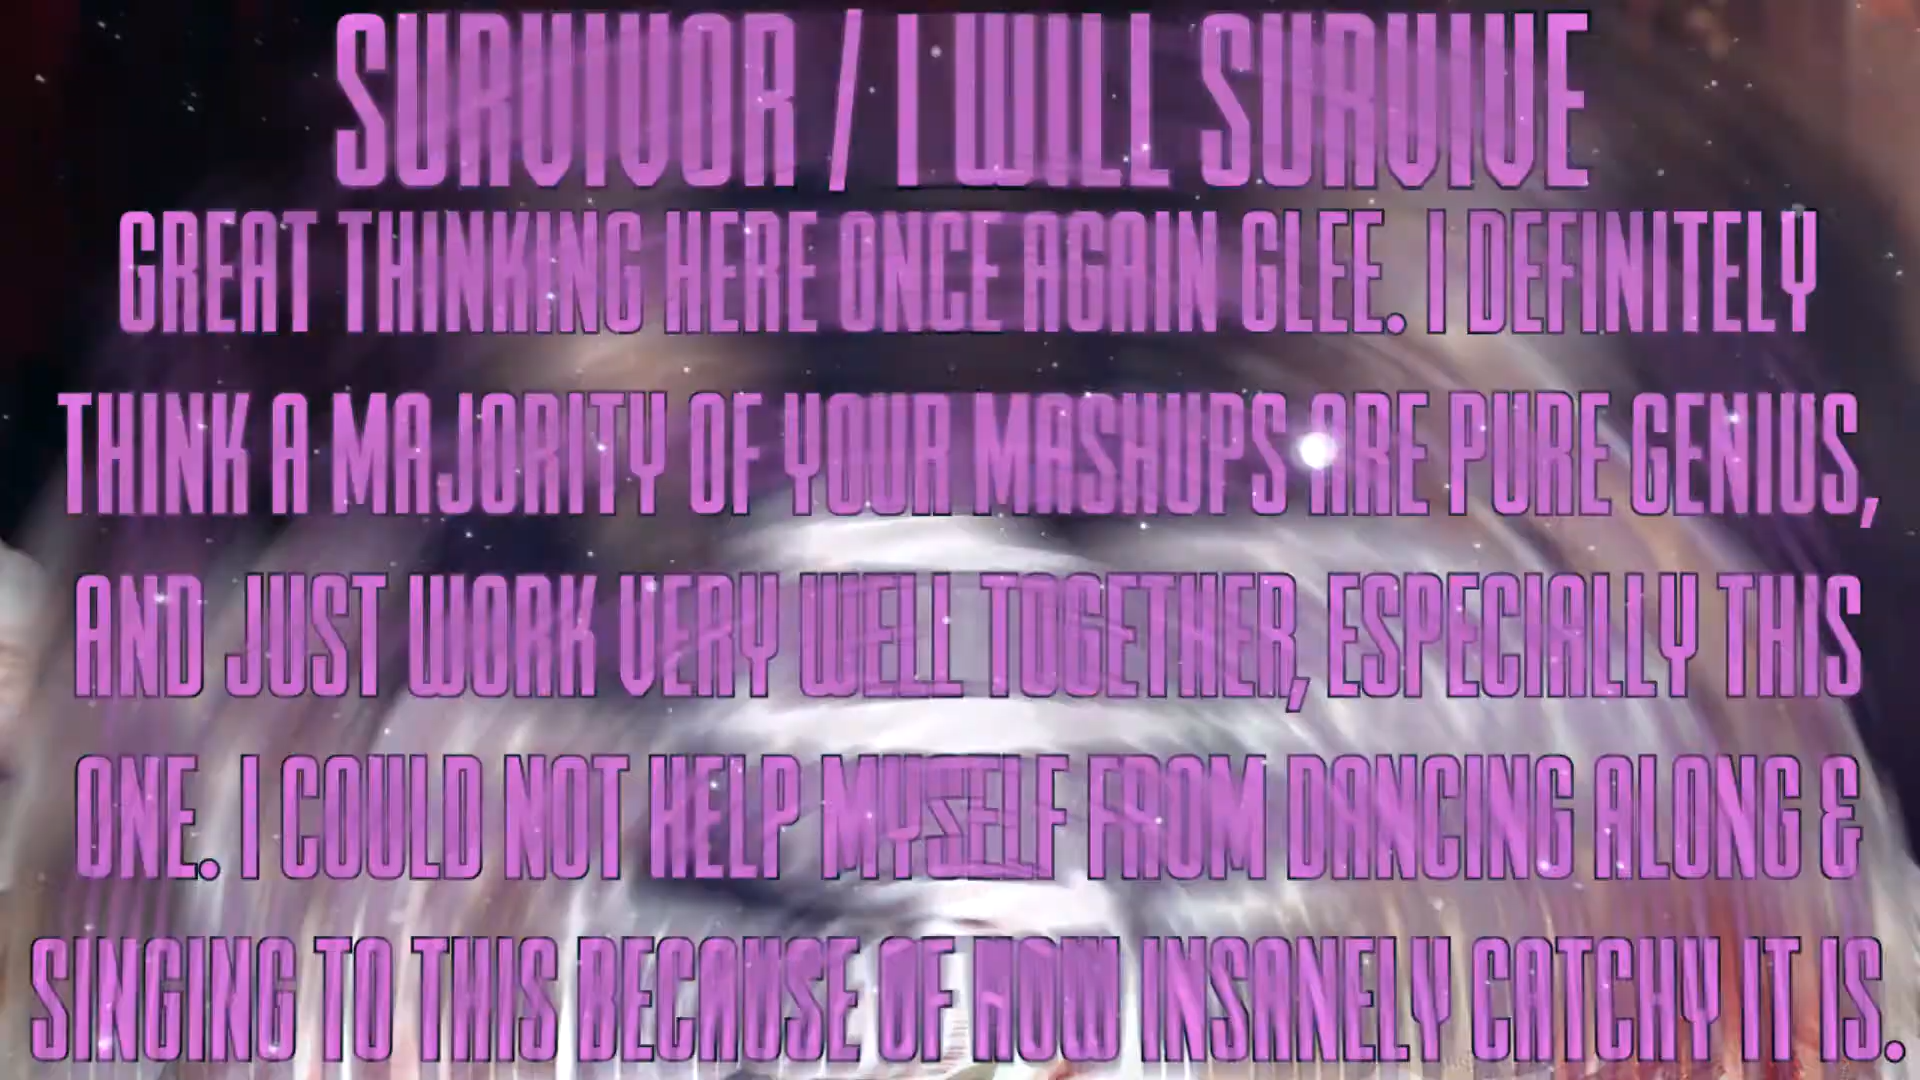 SURVIVOR / I WILL SURVIVE
GREAT THINKING HERE ONCE AGAIN GLEE. I DEFINITELY
THINK A MAJORITY OF YOUR MASHUPS ARE PURE GENIUS,
AND JUST WORK VERY WELL TOGETHER, ESPECIALLY THIS
ONE. I COULD NOT HELP MYSELF FROM DANCING ALONG &
SINGING TO THIS BECAUSE OF HOW INSANELY CATCHY IT IS.